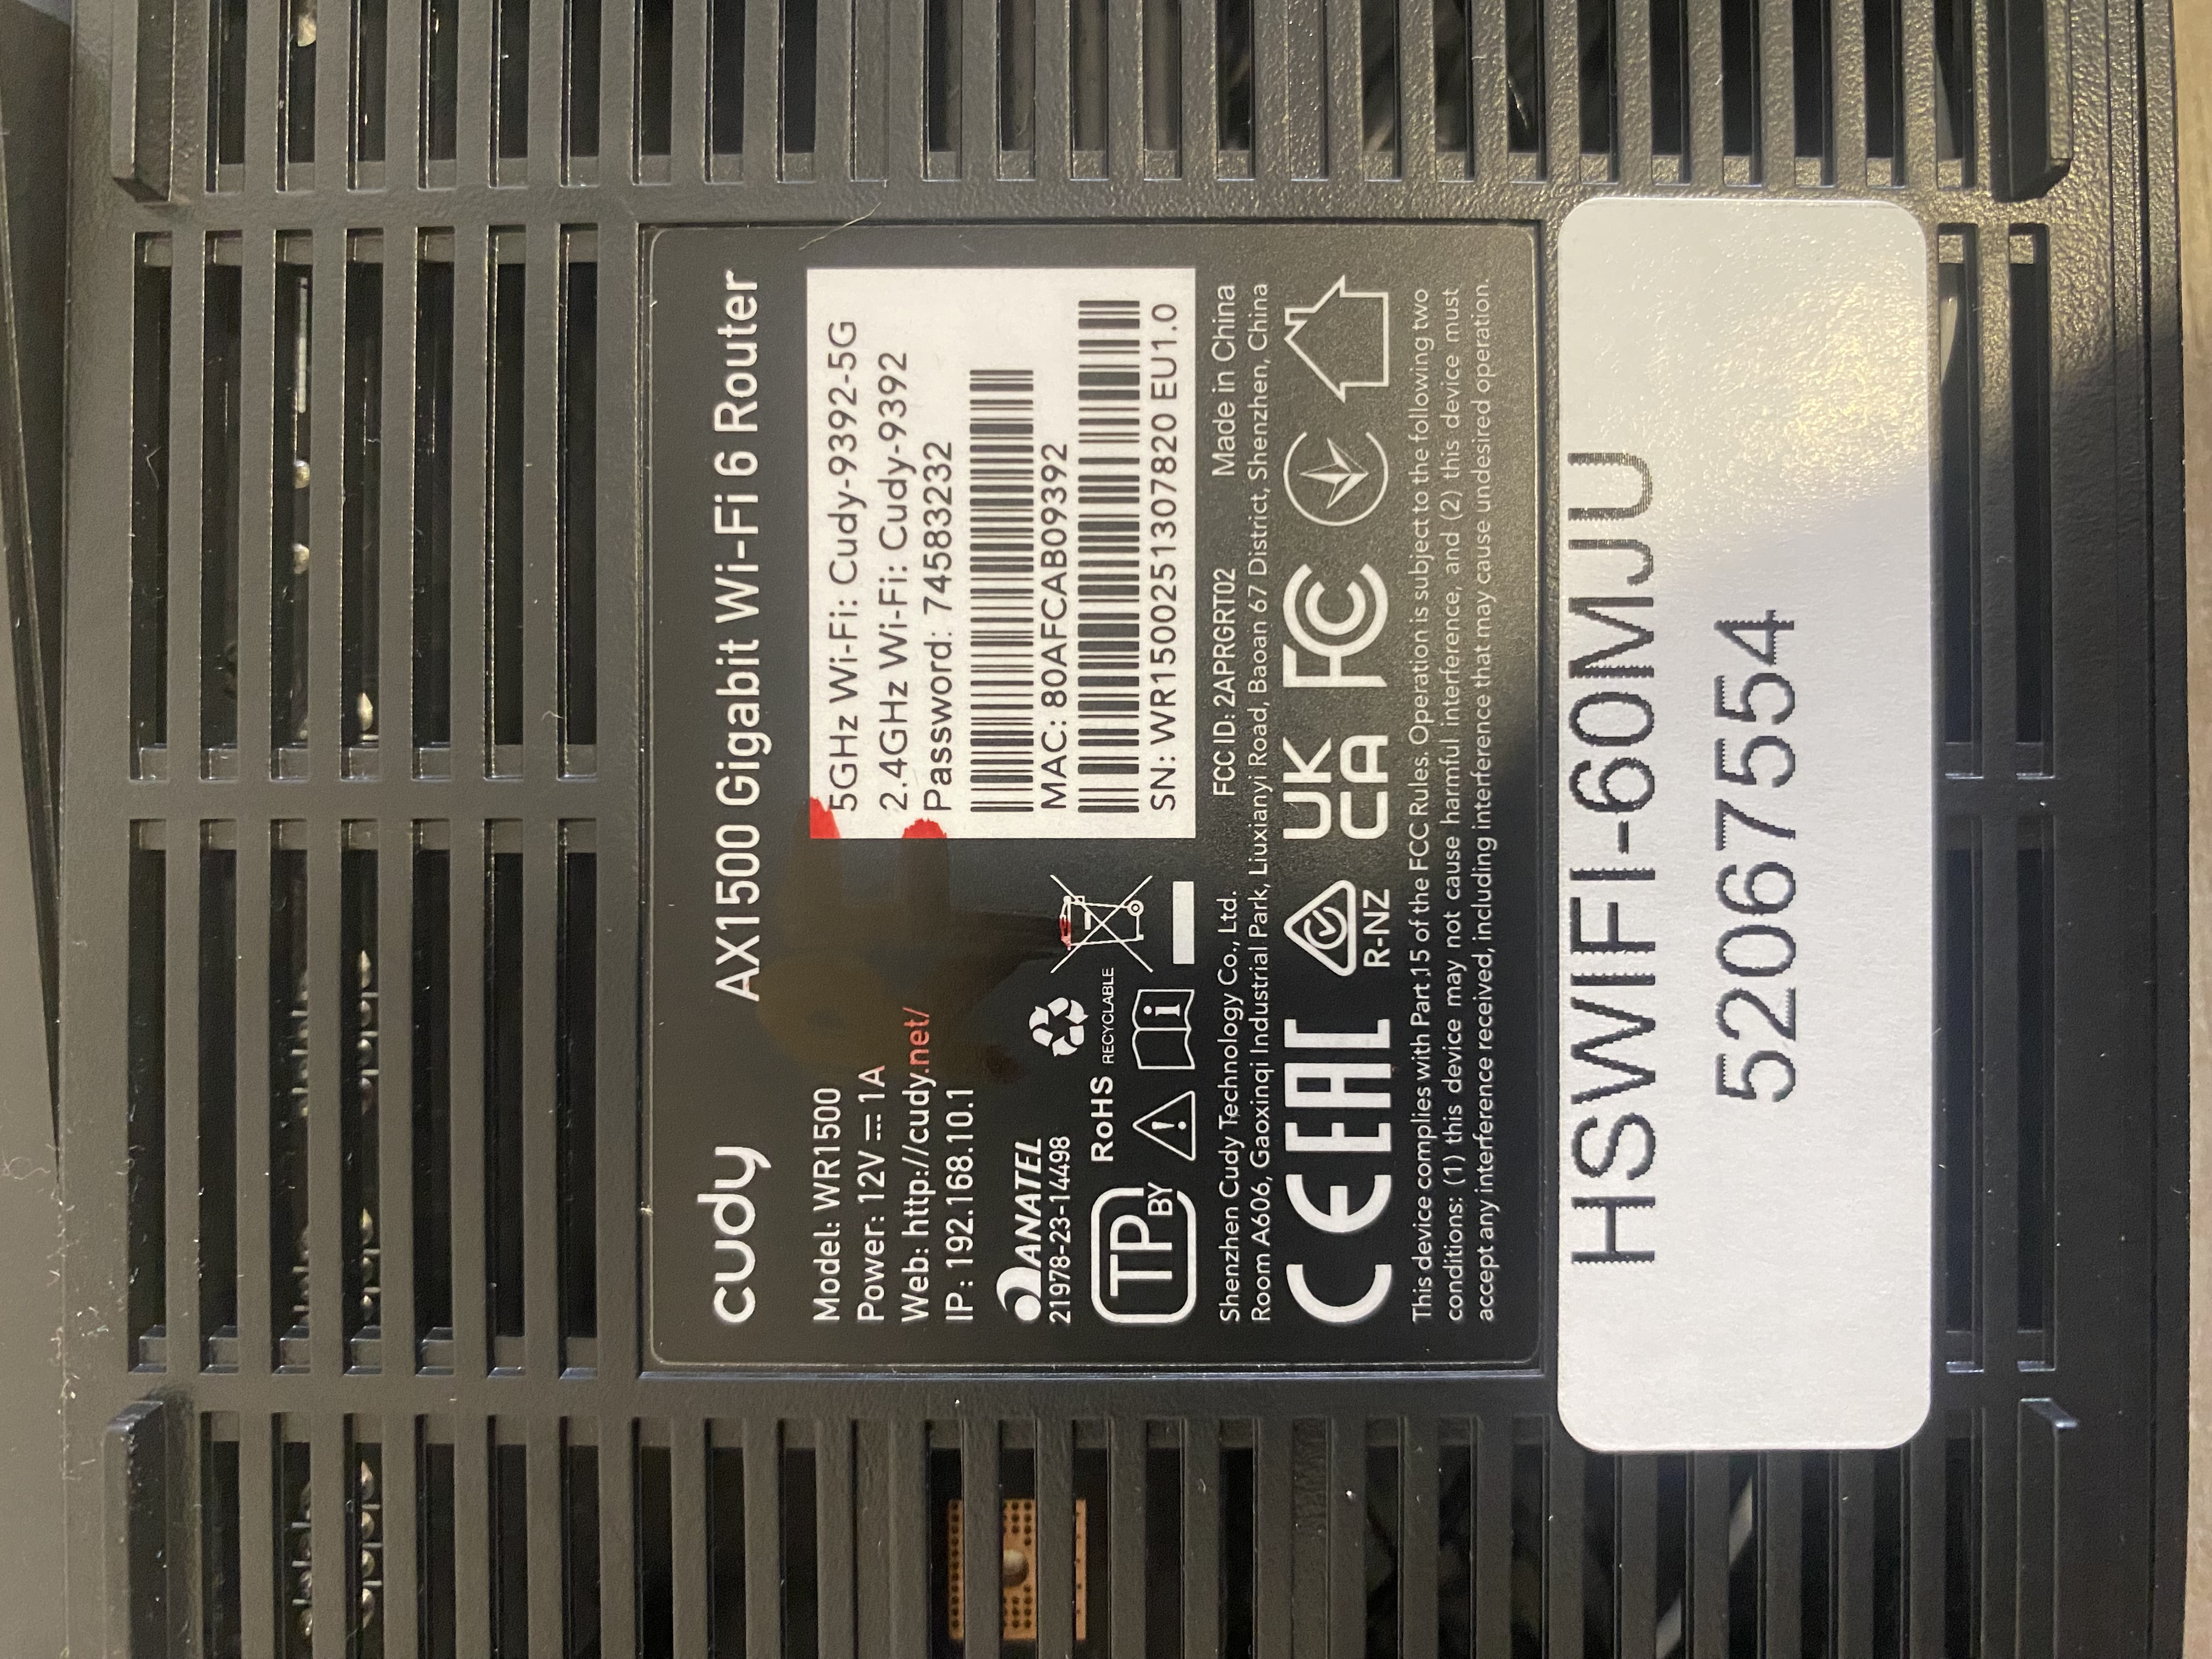 cudy AX1500 Gigabit Wi-Fi 6 Router
Model: WR1500
Power: 12V ⎓ 1A
Web: http://cudy.net/
IP: 192.168.10.1
5GHz Wi-Fi: Cudy-9392-5G
2.4GHz Wi-Fi: Cudy-9392
Password: 74583232
MAC: 80AFCAB09392
SN: WR1500251307820 EU1.0
ANATEL
21978-23-14498
RoHS
RECYCLABLE
TP
BY
Shenzhen Cudy Technology Co., Ltd. FCC ID: 2APRGRT02 Made in China
Room A606, Gaoxinqi Industrial Park, Liuxianyi Road, Baoan 67 District, Shenzhen, China
CE EAC R-NZ UK CA FC
This device complies with Part 15 of the FCC Rules. Operation is subject to the following two
conditions: (1) this device may not cause harmful interference, and (2) this device must
accept any interference received, including interference that may cause undesired operation.
HSWIFI-60MJU
52067554